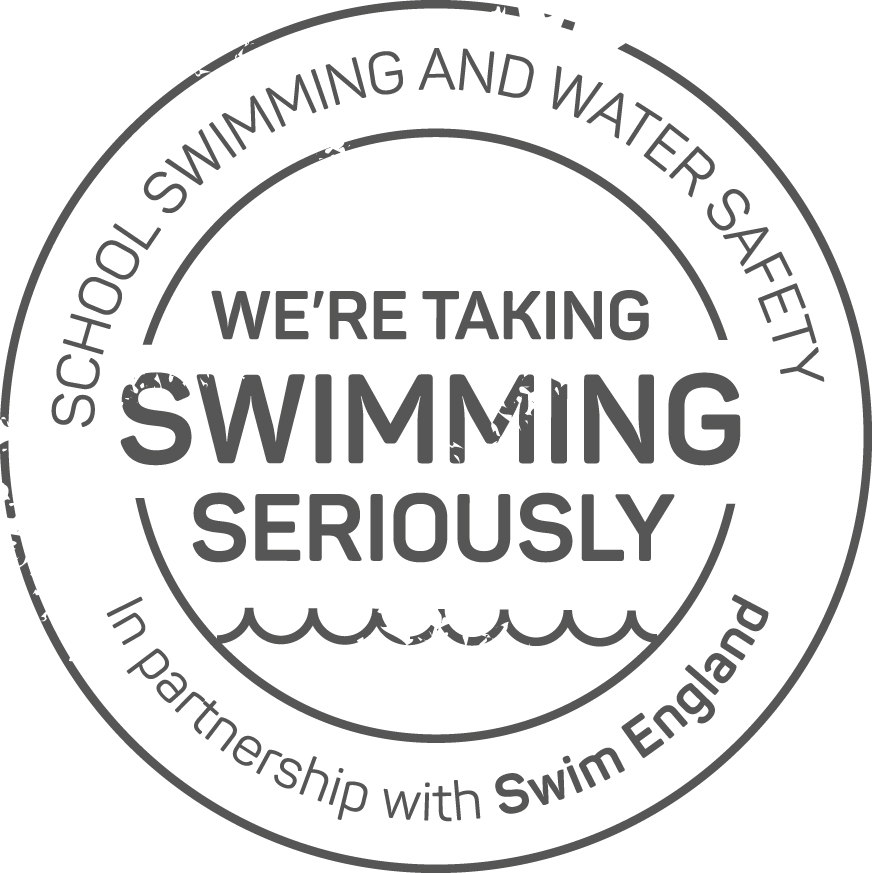 SCHOOL SWIMMING AND WATER SAFETY
WE'RE TAKING
SWIMMING
SERIOUSLY
In partnership with Swim England